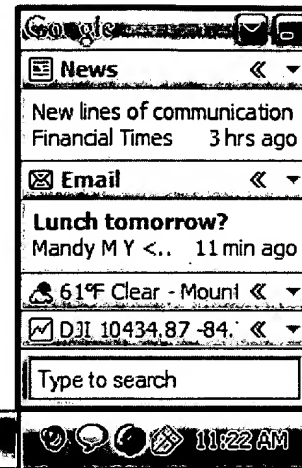 Google
News
New lines of communication
Financial Times 3 hrs ago
Email
Lunch tomorrow?
Mandy M Y <.. 11 min ago
61°F Clear - Mount
DJI 10434.87 -84.
Type to search
11:22 AM